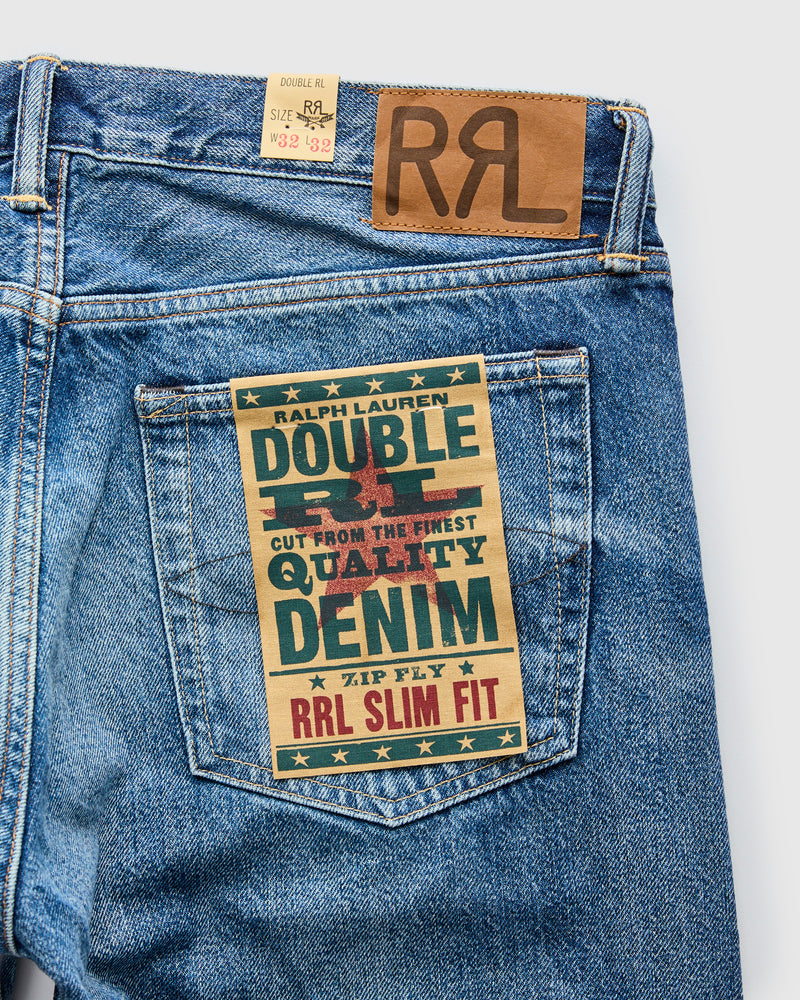 DOUBLE RL
SIZE RRL
W32 L32
RRL
RALPH LAUREN
DOUBLE
RL
CUT FROM THE FINEST
QUALITY
DENIM
ZIP FLY
RRL SLIM FIT